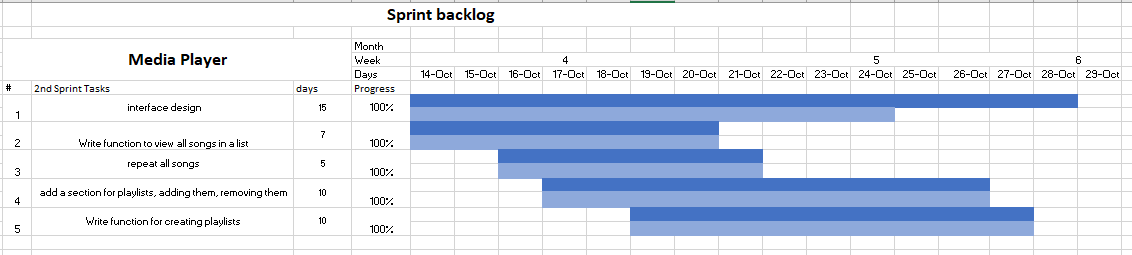 Sprint backlog
Media Player
Month
Week 4 5 6
Days 14-Oct 15-Oct 16-Oct 17-Oct 18-Oct 19-Oct 20-Oct 21-Oct 22-Oct 23-Oct 24-Oct 25-Oct 26-Oct 27-Oct 28-Oct 29-Oct
# 2nd Sprint Tasks days Progress
1 interface design 15 100%
2 Write function to view all songs in a list 7 100%
3 repeat all songs 5 100%
4 add a section for playlists, adding them, removing them 10 100%
5 Write function for creating playlists 10 100%